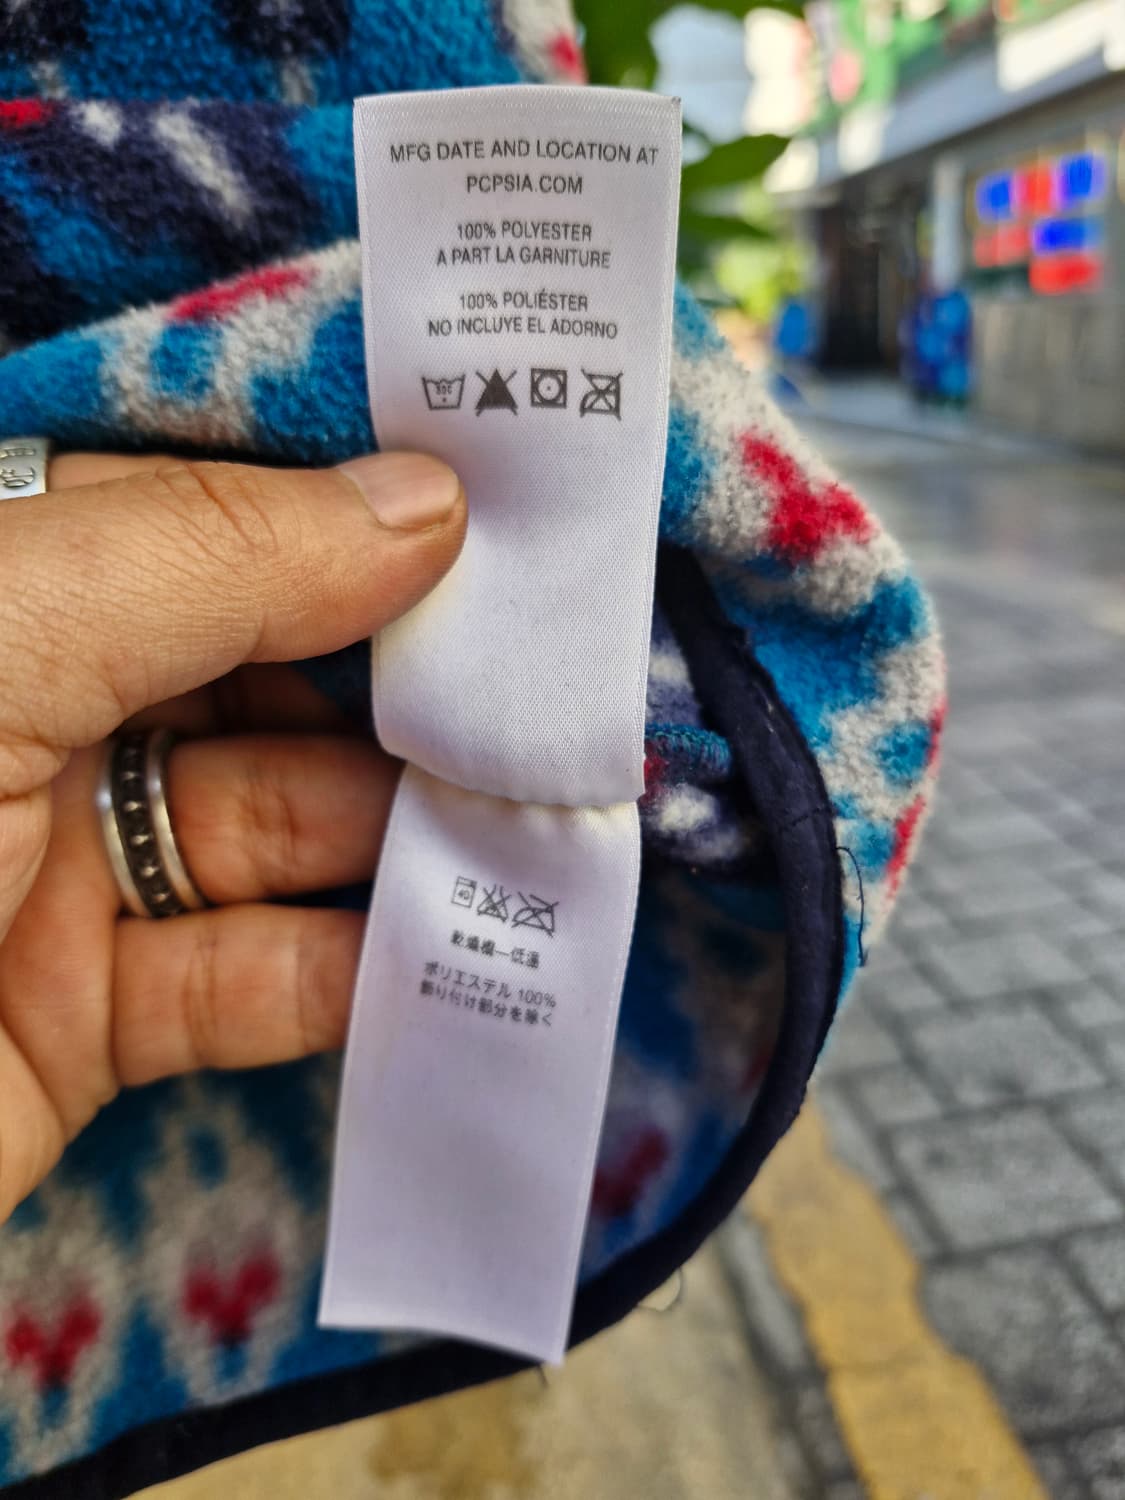 MFG DATE AND LOCATION AT
PCPSIA.COM
100% POLYESTER
A PART LA GARNITURE
100% POLIÉSTER
NO INCLUYE EL ADORNO
30C
40
乾燥機—低温
ポリエステル 100%
飾り付け部分を除く